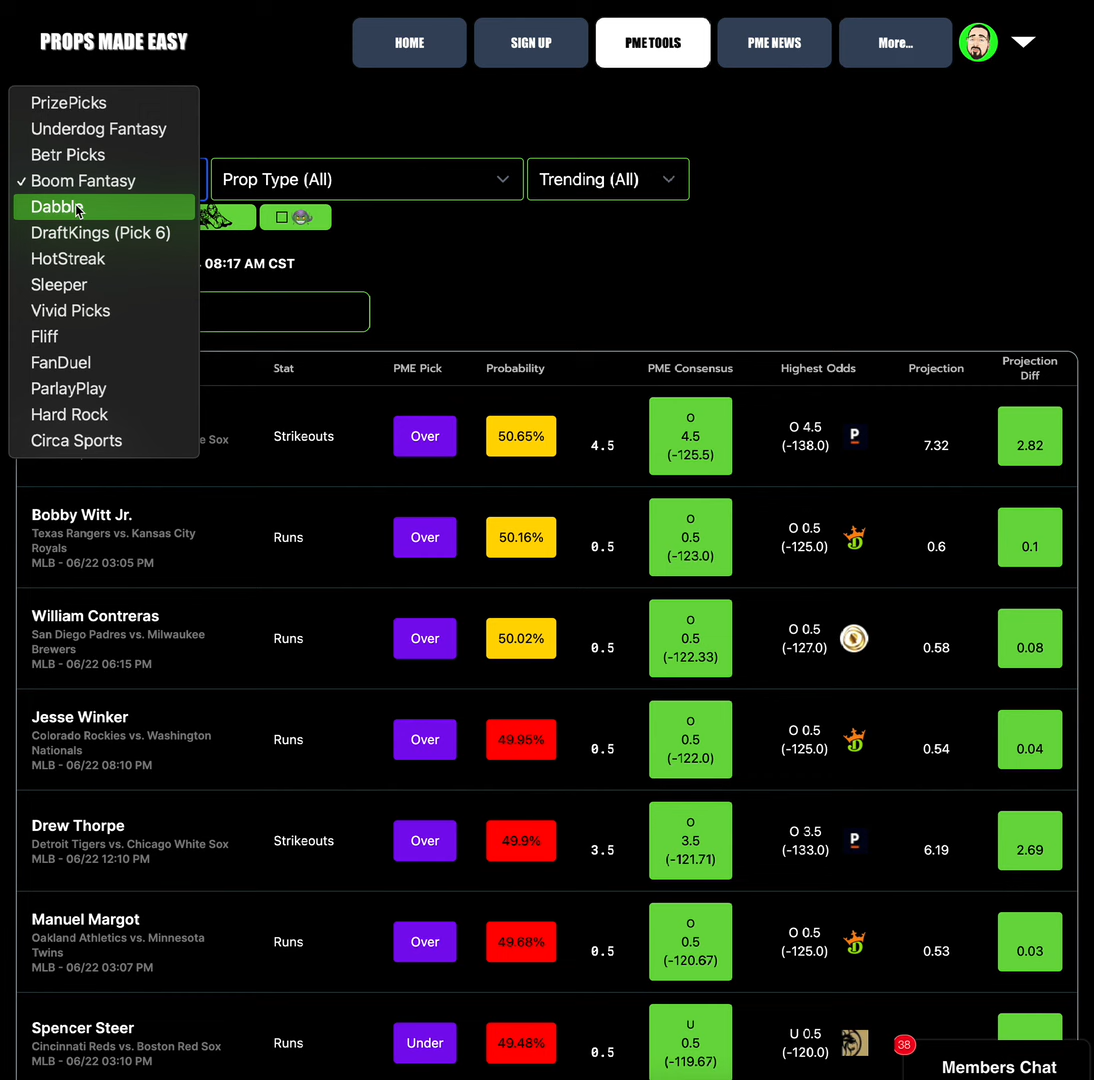 PROPS MADE EASY
HOME
SIGN UP
PME TOOLS
PME NEWS
More...
PrizePicks
Underdog Fantasy
Betr Picks
✓ Boom Fantasy
Dabble
DraftKings (Pick 6)
HotStreak
Sleeper
Vivid Picks
Fliff
FanDuel
ParlayPlay
Hard Rock
Circa Sports
Prop Type (All)
Trending (All)
08:17 AM CST
Stat
PME Pick
Probability
PME Consensus
Highest Odds
Projection
Projection
Diff
e Sox
Strikeouts
Over
50.65%
4.5
O
4.5
(-125.5)
O 4.5
(-138.0)
P
7.32
2.82
Bobby Witt Jr.
Texas Rangers vs. Kansas City
Royals
MLB - 06/22 03:05 PM
Runs
Over
50.16%
0.5
O
0.5
(-123.0)
O 0.5
(-125.0)
0.6
0.1
William Contreras
San Diego Padres vs. Milwaukee
Brewers
MLB - 06/22 06:15 PM
Runs
Over
50.02%
0.5
O
0.5
(-122.33)
O 0.5
(-127.0)
0.58
0.08
Jesse Winker
Colorado Rockies vs. Washington
Nationals
MLB - 06/22 08:10 PM
Runs
Over
49.95%
0.5
O
0.5
(-122.0)
O 0.5
(-125.0)
0.54
0.04
Drew Thorpe
Detroit Tigers vs. Chicago White Sox
MLB - 06/22 12:10 PM
Strikeouts
Over
49.9%
3.5
O
3.5
(-121.71)
O 3.5
(-133.0)
P
6.19
2.69
Manuel Margot
Oakland Athletics vs. Minnesota
Twins
MLB - 06/22 03:07 PM
Runs
Over
49.68%
0.5
O
0.5
(-120.67)
O 0.5
(-125.0)
0.53
0.03
Spencer Steer
Cincinnati Reds vs. Boston Red Sox
MLB - 06/22 03:10 PM
Runs
Under
49.48%
0.5
U
0.5
(-119.67)
U 0.5
(-120.0)
38
Members Chat